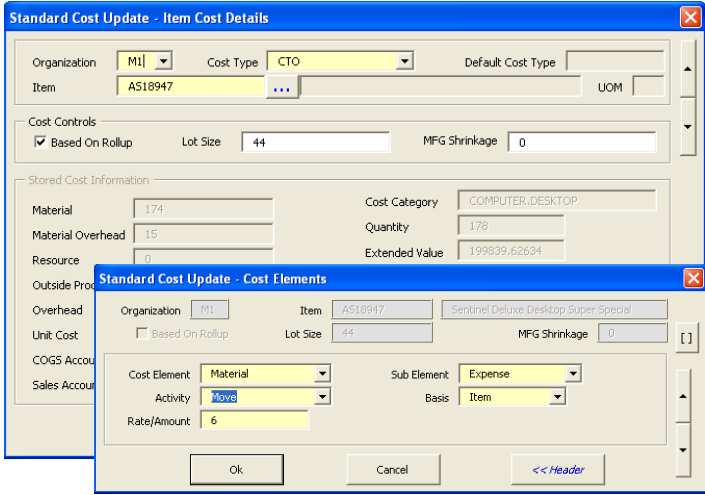 Standard Cost Update - Item Cost Details
Organization M1 Cost Type CTO Default Cost Type
Item AS18947 ... UOM
Cost Controls
Based On Rollup Lot Size 44 MFG Shrinkage 0
Stored Cost Information
Material 174 Cost Category COMPUTER.DESKTOP
Material Overhead 15 Quantity 178
Resource 0 Extended Value 199839.62634
Outside Proc
Overhead
Unit Cost
COGS Accou
Sales Accour
Standard Cost Update - Cost Elements
Organization M1 Item AS18947 Sentinel Deluxe Desktop Super Special
Based On Rollup Lot Size 44 MFG Shrinkage 0 []
Cost Element Material Sub Element Expense
Activity Move Basis Item
Rate/Amount 6
Ok Cancel << Header